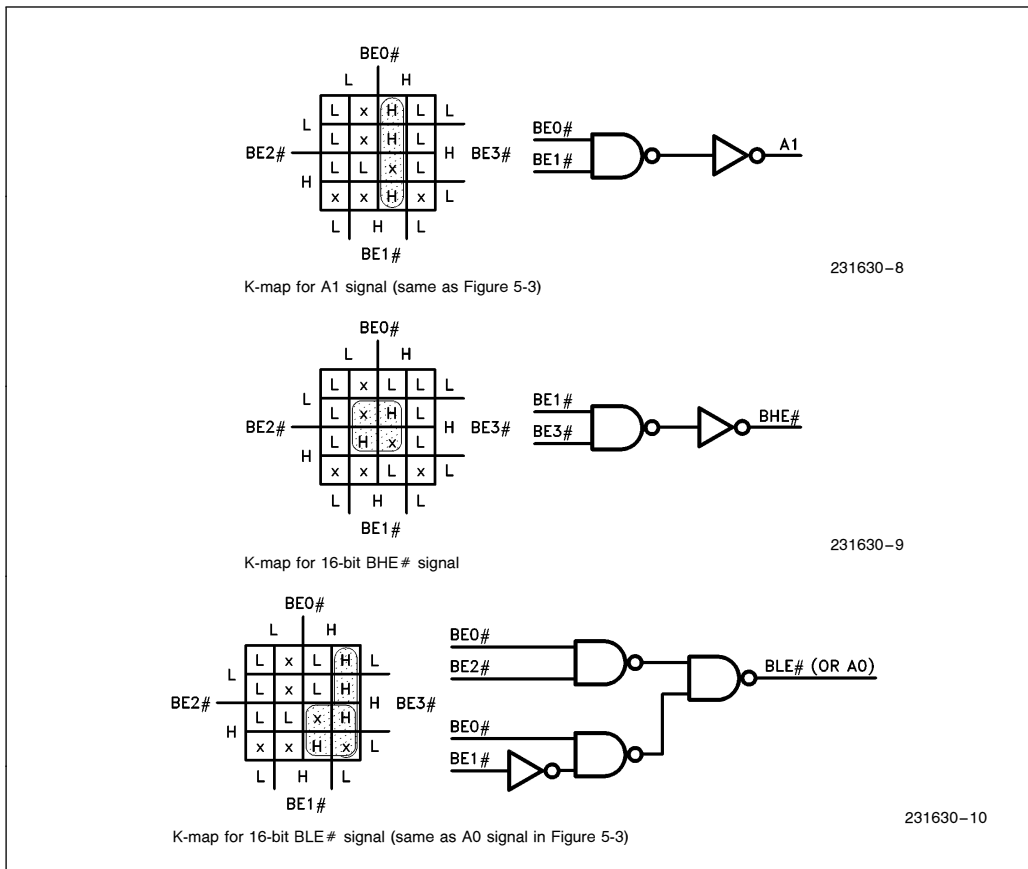 BE0#
L H
L x H L L
L
x H L
BE2# H BE3#
L L x L
H
x x H x L
L H L
BE1#
BE0#
BE1#
A1
231630-8
K-map for A1 signal (same as Figure 5-3)
BE0#
L H
L x L L L
L
x H L
BE2# H BE3#
L H x
H
x x L x L
L H L
BE1#
BE1#
BE3#
BHE#
231630-9
K-map for 16-bit BHE# signal
BE0#
L H
L x L H L
L
L x L H
BE2# H BE3#
L L x H
H
x x H x L
L H L
BE1#
BE0#
BE2#
BE0#
BE1#
BLE# (OR A0)
231630-10
K-map for 16-bit BLE# signal (same as A0 signal in Figure 5-3)